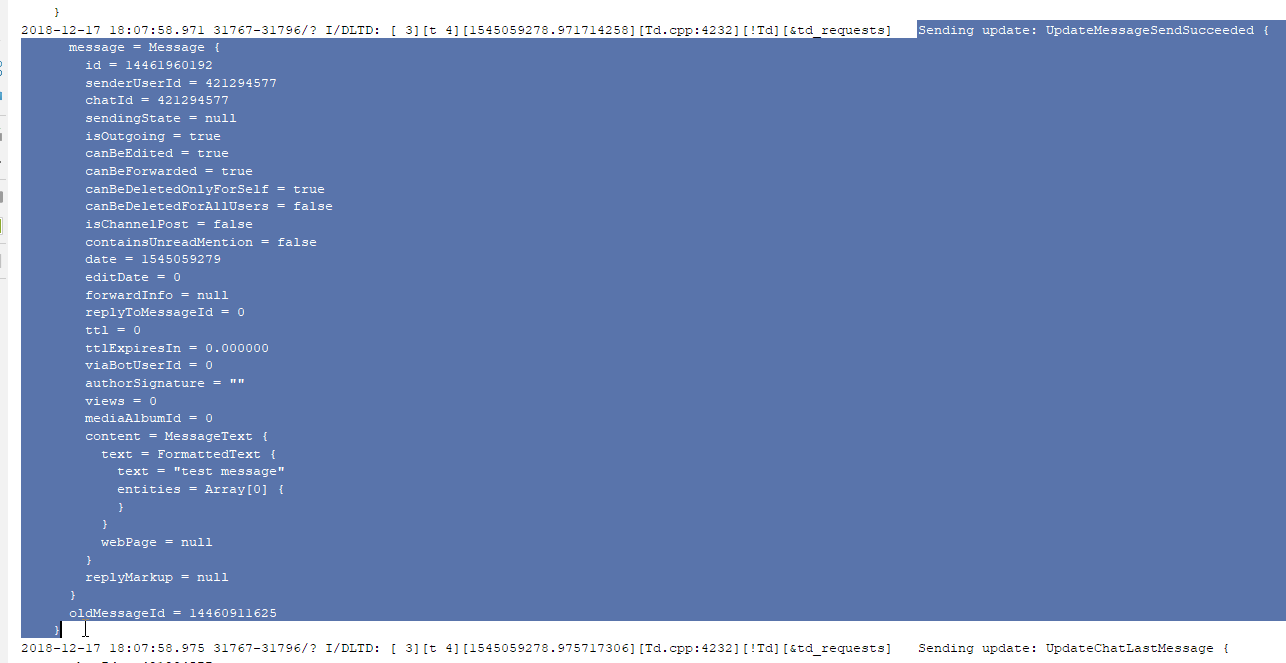 }
2018-12-17 18:07:58.971 31767-31796/? I/DLTD: [ 3][t 4][1545059278.971714258][Td.cpp:4232][!Td][&td_requests] Sending update: UpdateMessageSendSucceeded {
message = Message {
id = 14461960192
senderUserId = 421294577
chatId = 421294577
sendingState = null
isOutgoing = true
canBeEdited = true
canBeForwarded = true
canBeDeletedOnlyForSelf = true
canBeDeletedForAllUsers = false
isChannelPost = false
containsUnreadMention = false
date = 1545059279
editDate = 0
forwardInfo = null
replyToMessageId = 0
ttl = 0
ttlExpiresIn = 0.000000
viaBotUserId = 0
authorSignature = ""
views = 0
mediaAlbumId = 0
content = MessageText {
text = FormattedText {
text = "test message"
entities = Array[0] {
}
}
webPage = null
}
replyMarkup = null
}
oldMessageId = 14460911625
}
2018-12-17 18:07:58.975 31767-31796/? I/DLTD: [ 3][t 4][1545059278.975717306][Td.cpp:4232][!Td][&td_requests] Sending update: UpdateChatLastMessage {